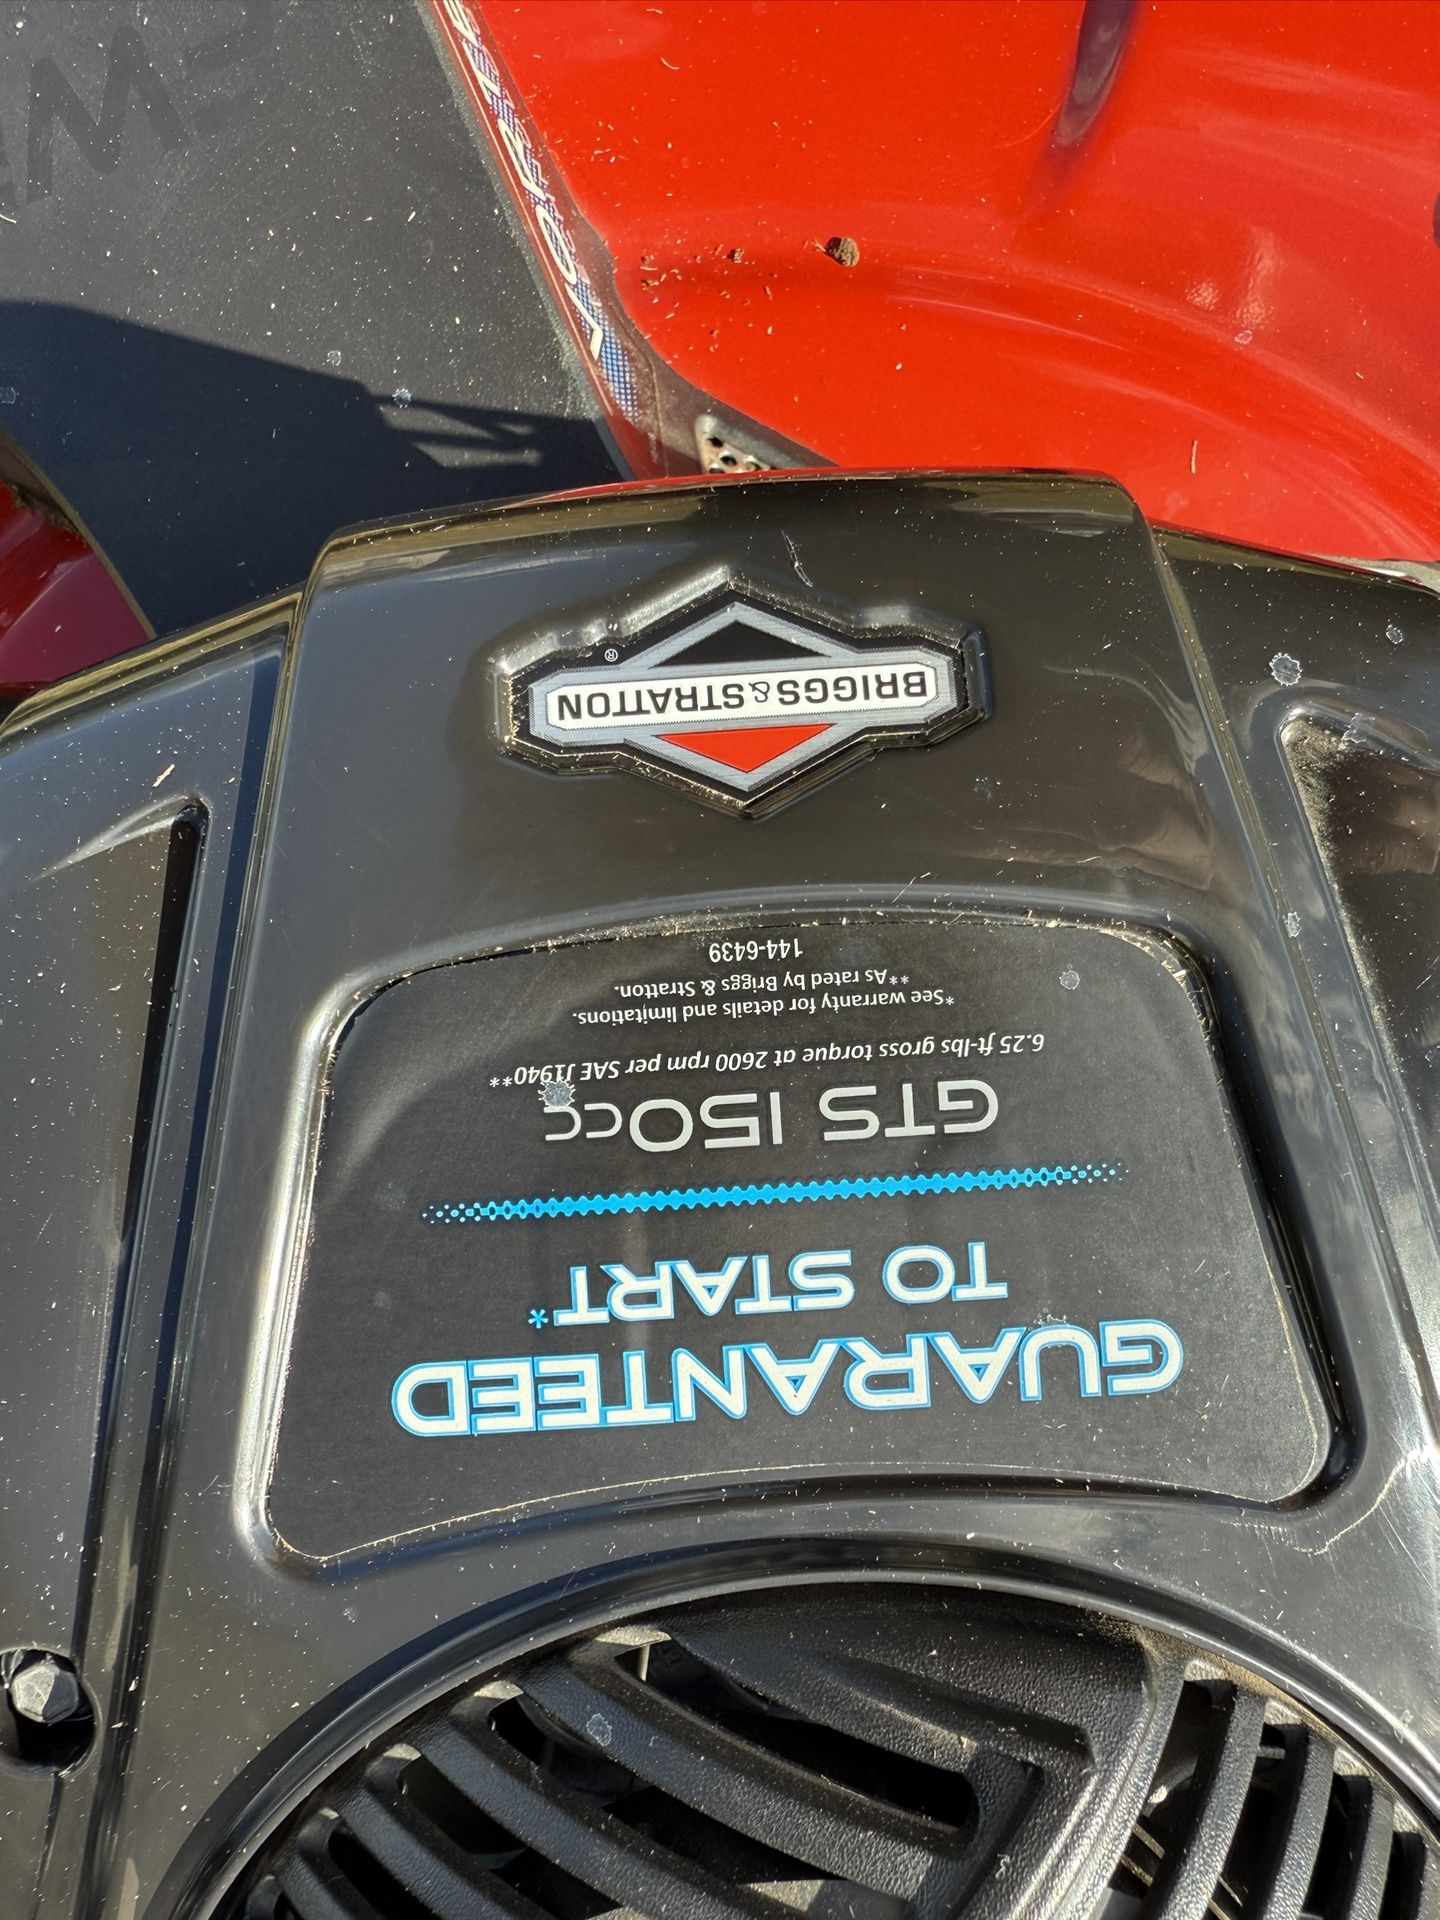 GUARANTEED
TO START*
GTS 150cc
6.25 ft-lbs gross torque at 2600 rpm per SAE J1940**
*See warranty for details and limitations.
**As rated by Briggs & Stratton.
144-6439
BRIGGS&STRATTON
®